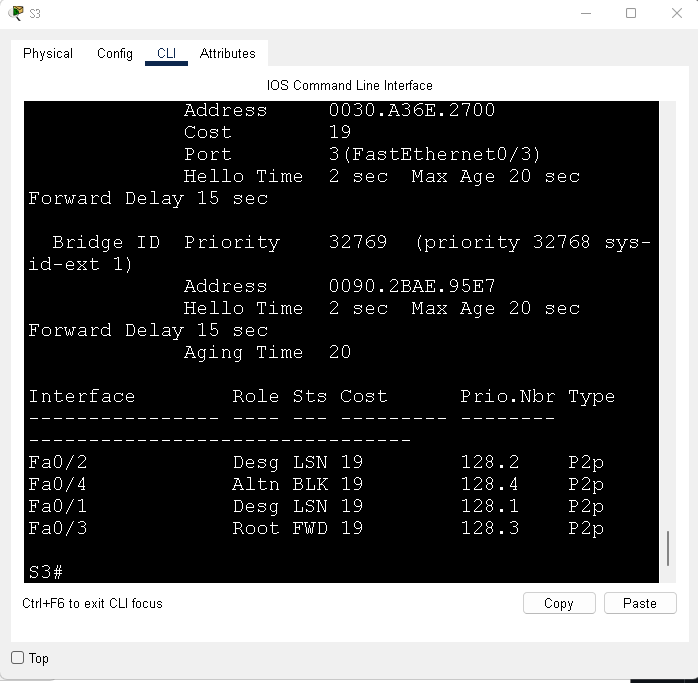 S3
Physical Config CLI Attributes
IOS Command Line Interface
Address 0030.A36E.2700
Cost 19
Port 3(FastEthernet0/3)
Hello Time 2 sec Max Age 20 sec
Forward Delay 15 sec
Bridge ID Priority 32769 (priority 32768 sys-
id-ext 1)
Address 0090.2BAE.95E7
Hello Time 2 sec Max Age 20 sec
Forward Delay 15 sec
Aging Time 20
Interface Role Sts Cost Prio.Nbr Type
---------------- ---- --- --------- --------
--------------------------------
Fa0/2 Desg LSN 19 128.2 P2p
Fa0/4 Altn BLK 19 128.4 P2p
Fa0/1 Desg LSN 19 128.1 P2p
Fa0/3 Root FWD 19 128.3 P2p
S3#
Ctrl+F6 to exit CLI focus Copy Paste
Top